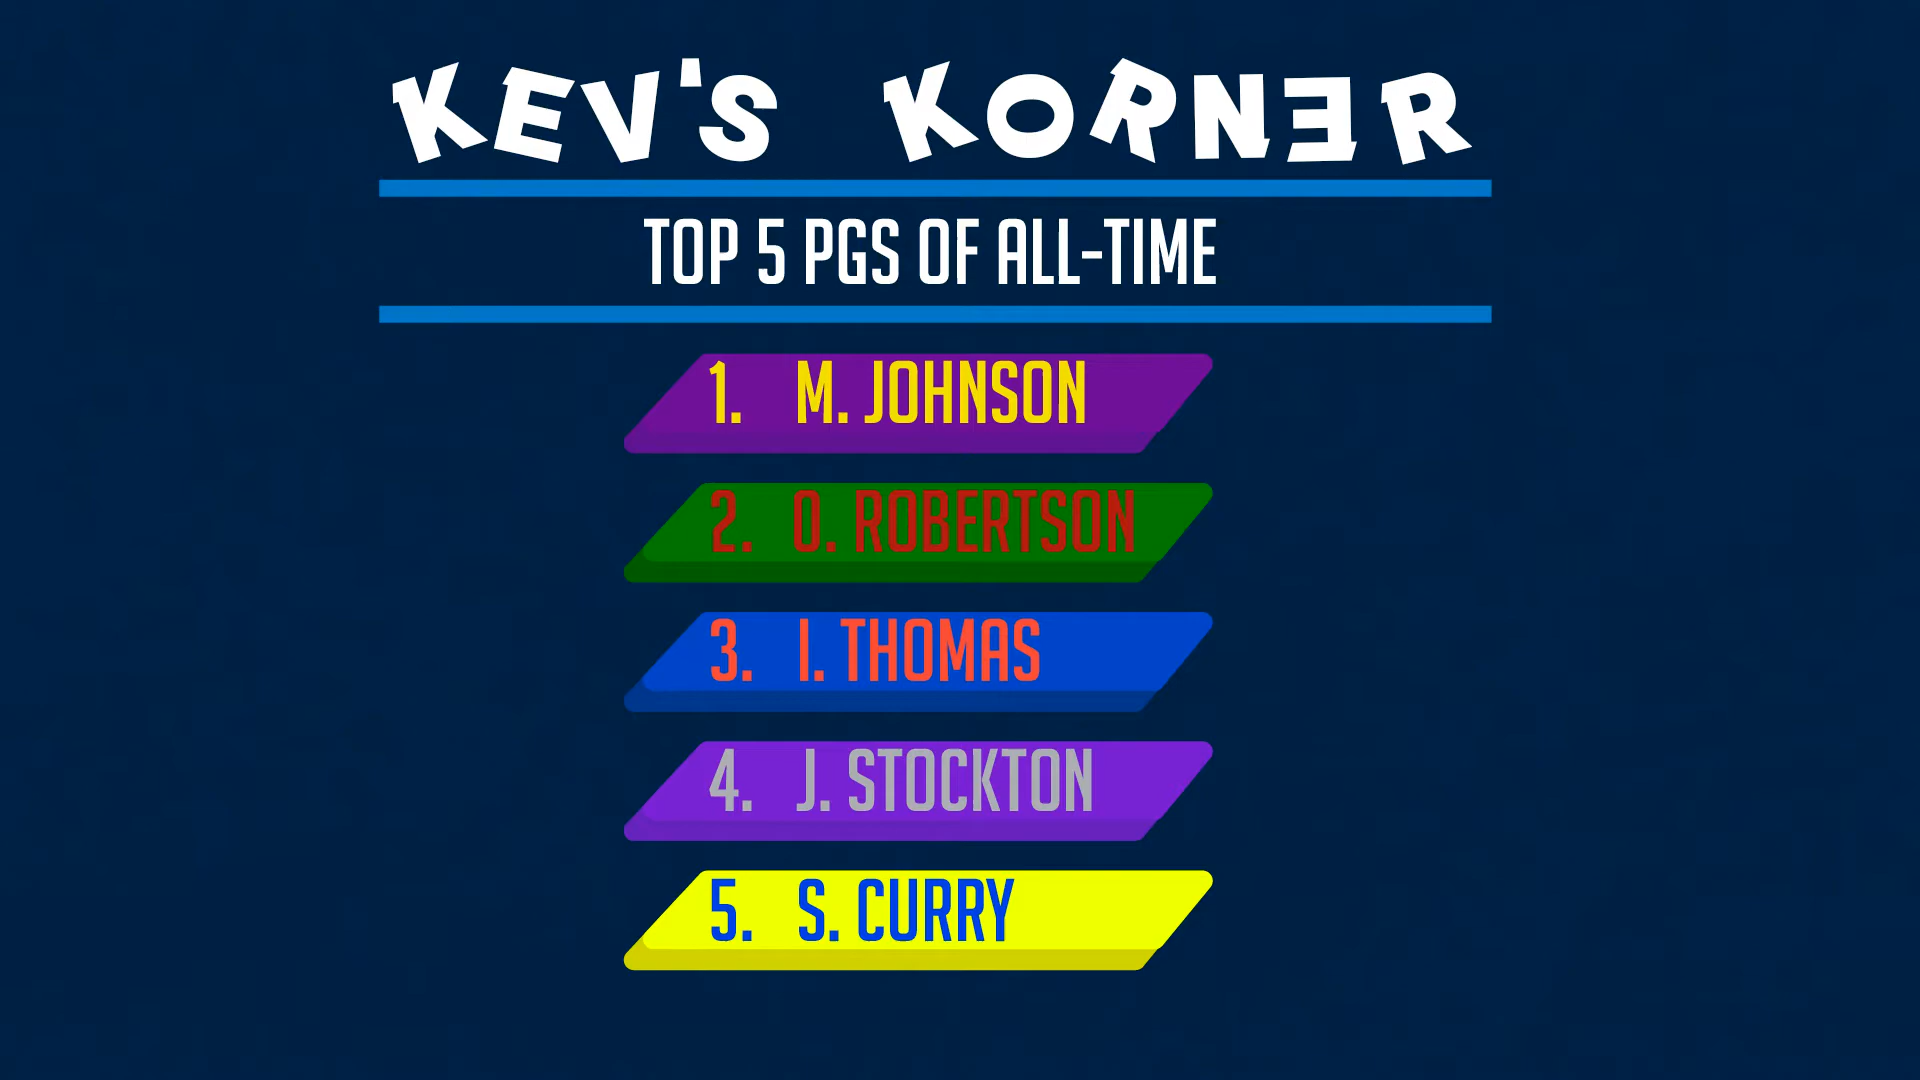 KEV'S KORNER
TOP 5 PGS OF ALL-TIME
1. M. JOHNSON
2. O. ROBERTSON
3. I. THOMAS
4. J. STOCKTON
5. S. CURRY